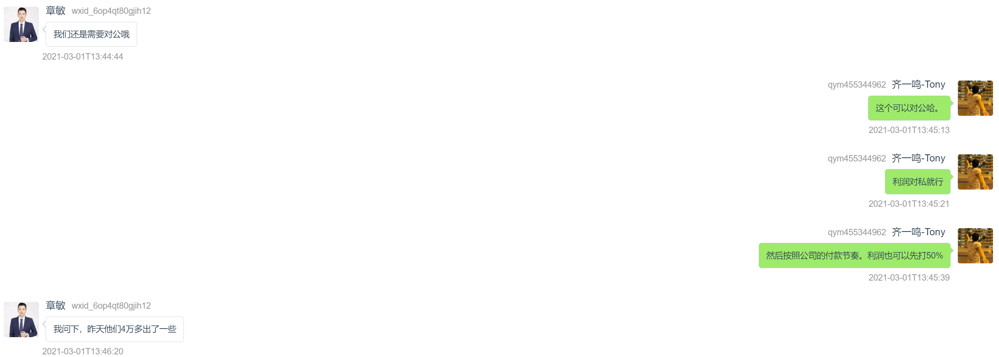 章敏 wxid_6op4qt80gjih12
我们还是需要对公哦
2021-03-01T13:44:44
qym455344962 齐一鸣-Tony
这个可以对公哈。
2021-03-01T13:45:13
qym455344962 齐一鸣-Tony
利润对私就行
2021-03-01T13:45:21
qym455344962 齐一鸣-Tony
然后按照公司的付款节奏。利润也可以先打50%
2021-03-01T13:45:39
章敏 wxid_6op4qt80gjih12
我问下，昨天他们4万多出了一些
2021-03-01T13:46:20